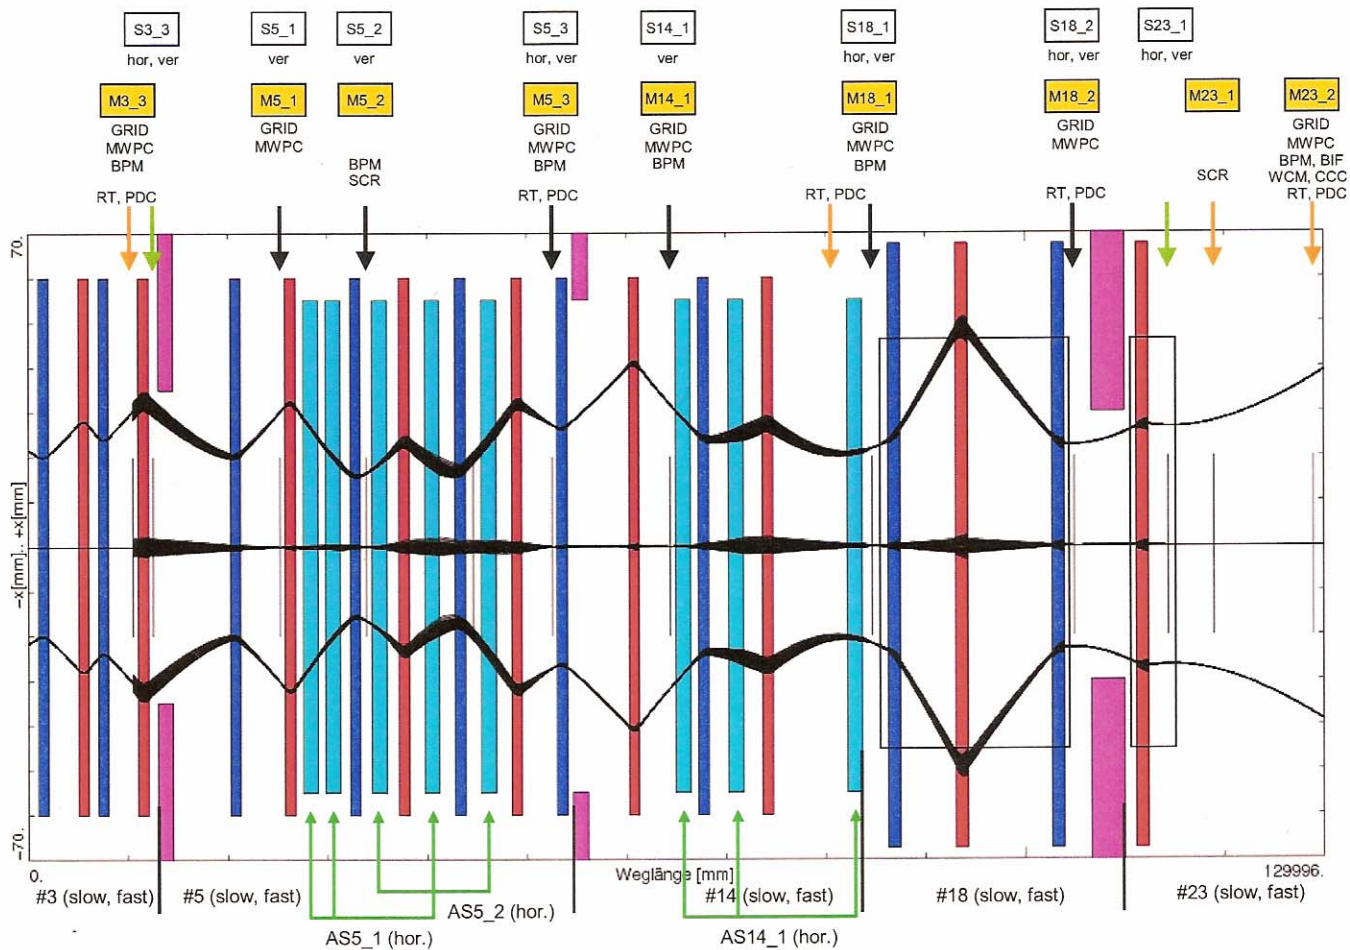 S3_3
S5_1
S5_2
S5_3
S14_1
S18_1
S18_2
S23_1
hor, ver
ver
ver
hor, ver
ver
hor, ver
hor, ver
hor, ver
M3_3
M5_1
M5_2
M5_3
M14_1
M18_1
M18_2
M23_1
M23_2
GRID
MWPC
BPM
RT, PDC
GRID
MWPC
BPM
SCR
GRID
MWPC
BPM
RT, PDC
GRID
MWPC
BPM
GRID
MWPC
BPM
GRID
MWPC
RT, PDC
SCR
GRID
MWPC
BPM, BIF
WCM, CCC
RT, PDC
70.
−x[mm].. +x[mm]
−70.
0.
Weglänge [mm]
129996.
#3 (slow, fast)
#5 (slow, fast)
#14 (slow, fast)
#18 (slow, fast)
#23 (slow, fast)
AS5_2 (hor.)
AS5_1 (hor.)
AS14_1 (hor.)